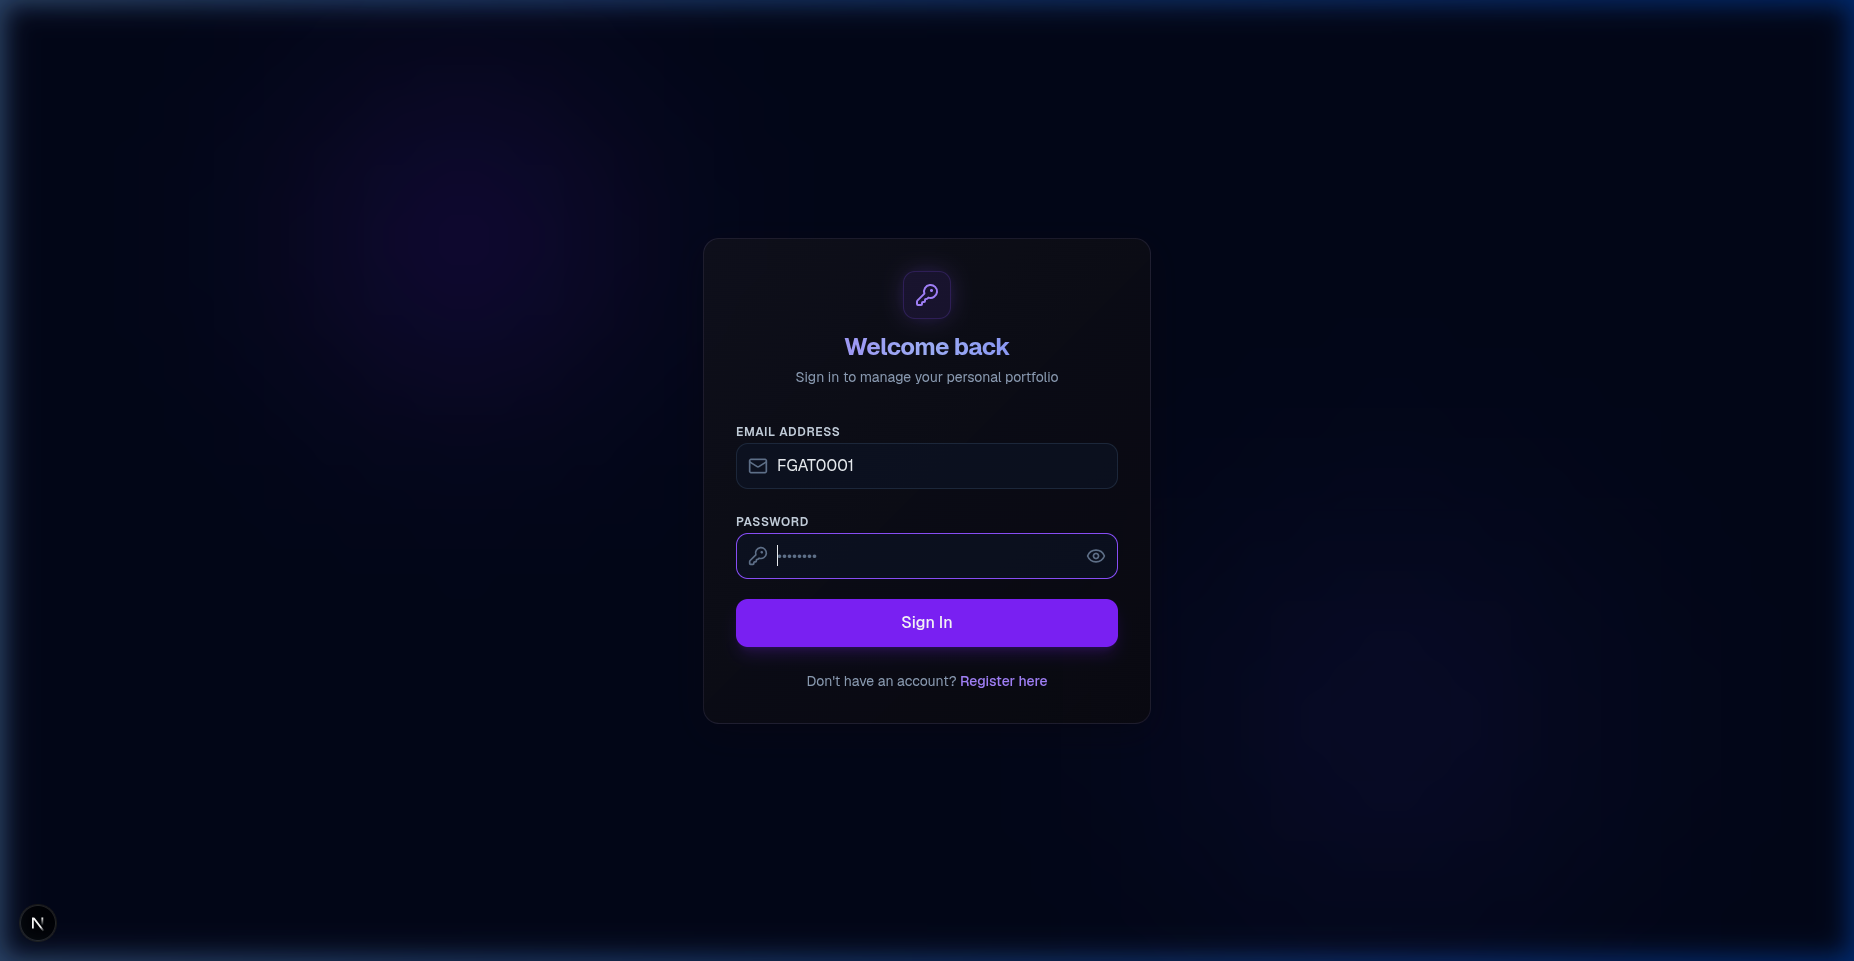 Welcome back
Sign in to manage your personal portfolio
EMAIL ADDRESS
FGAT0001
PASSWORD
••••••••
Sign In
Don't have an account? Register here
N